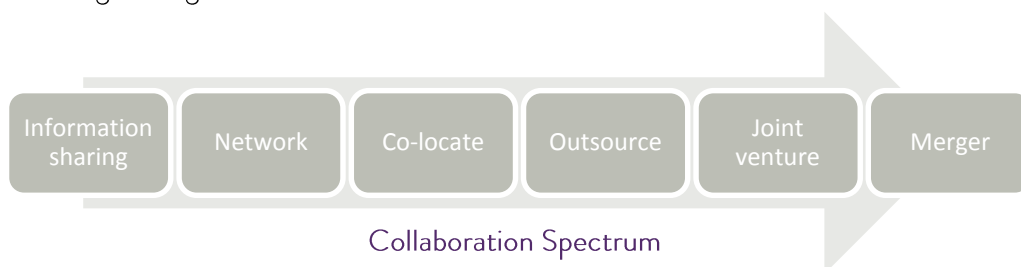 Information
sharing
Network
Co-locate
Outsource
Joint
venture
Merger
Collaboration Spectrum